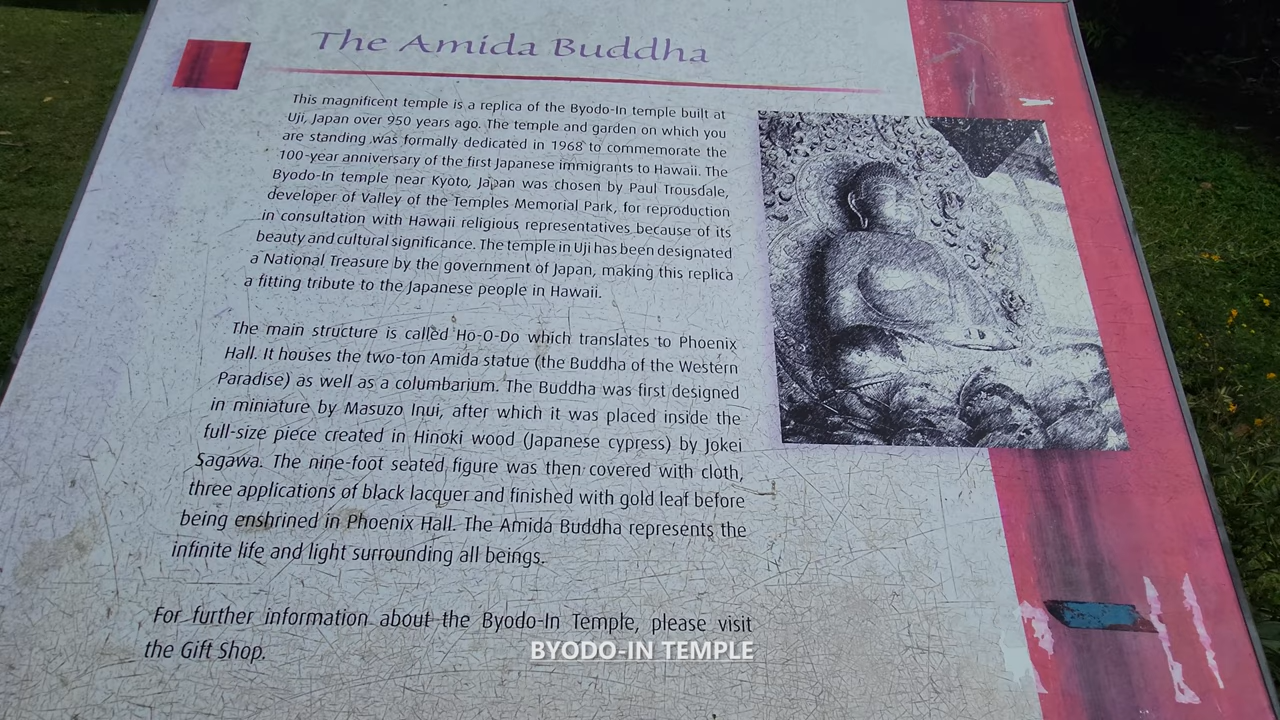 The Amida Buddha
This magnificent temple is a replica of the Byodo-In temple built at
Uji, Japan over 950 years ago. The temple and garden on which you
are standing was formally dedicated in 1968 to commemorate the
100-year anniversary of the first Japanese immigrants to Hawaii. The
Byodo-In temple near Kyoto, Japan was chosen by Paul Trousdale,
developer of Valley of the Temples Memorial Park, for reproduction
in consultation with Hawaii religious representatives because of its
beauty and cultural significance. The temple in Uji has been designated
a National Treasure by the government of Japan, making this replica
a fitting tribute to the Japanese people in Hawaii.
The main structure is called Ho-O-Do which translates to Phoenix
Hall. It houses the two-ton Amida statue (the Buddha of the Western
Paradise) as well as a columbarium. The Buddha was first designed
in miniature by Masuzo Inui, after which it was placed inside the
full-size piece created in Hinoki wood (Japanese cypress) by Jokei
Sagawa. The nine-foot seated figure was then covered with cloth,
three applications of black lacquer and finished with gold leaf before
being enshrined in Phoenix Hall. The Amida Buddha represents the
infinite life and light surrounding all beings.
For further information about the Byodo-In Temple, please visit
the Gift Shop.
BYODO-IN TEMPLE